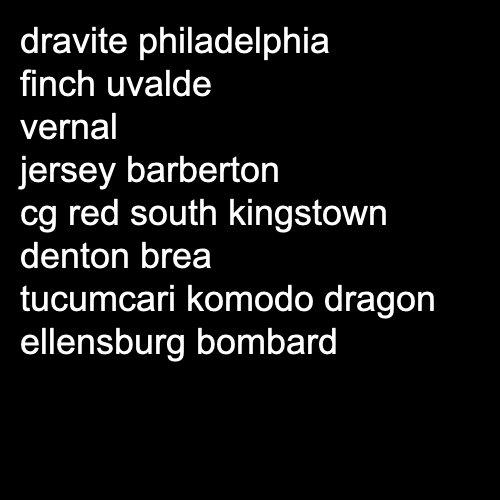 dravite philadelphia
finch uvalde
vernal
jersey barberton
cg red south kingstown
denton brea
tucumcari komodo dragon
ellensburg bombard